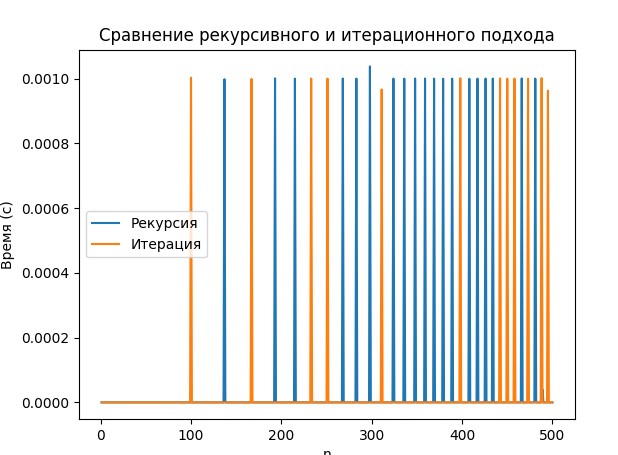 Сравнение рекурсивного и итерационного подхода
Время (с)
0.0010
0.0008
0.0006
0.0004
0.0002
0.0000
Рекурсия
Итерация
0 100 200 300 400 500
n